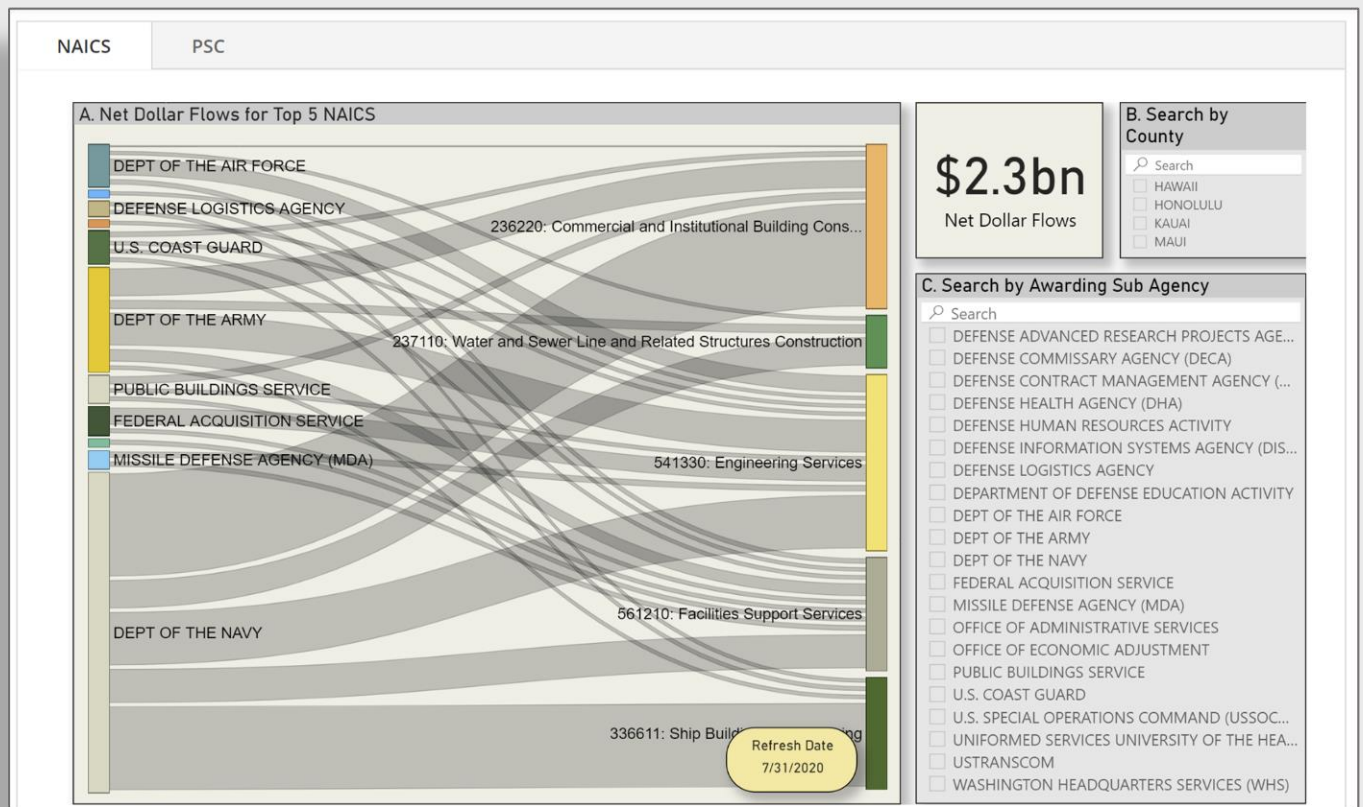 NAICS
PSC
A. Net Dollar Flows for Top 5 NAICS
DEPT OF THE AIR FORCE
DEFENSE LOGISTICS AGENCY
U.S. COAST GUARD
DEPT OF THE ARMY
PUBLIC BUILDINGS SERVICE
FEDERAL ACQUISITION SERVICE
MISSILE DEFENSE AGENCY (MDA)
DEPT OF THE NAVY
236220: Commercial and Institutional Building Cons...
237110: Water and Sewer Line and Related Structures Construction
541330: Engineering Services
561210: Facilities Support Services
336611: Ship Build
ng
Refresh Date
7/31/2020
$2.3bn
Net Dollar Flows
B. Search by
County
Search
HAWAII
HONOLULU
KAUAI
MAUI
C. Search by Awarding Sub Agency
Search
DEFENSE ADVANCED RESEARCH PROJECTS AGE...
DEFENSE COMMISSARY AGENCY (DECA)
DEFENSE CONTRACT MANAGEMENT AGENCY (...
DEFENSE HEALTH AGENCY (DHA)
DEFENSE HUMAN RESOURCES ACTIVITY
DEFENSE INFORMATION SYSTEMS AGENCY (DIS...
DEFENSE LOGISTICS AGENCY
DEPARTMENT OF DEFENSE EDUCATION ACTIVITY
DEPT OF THE AIR FORCE
DEPT OF THE ARMY
DEPT OF THE NAVY
FEDERAL ACQUISITION SERVICE
MISSILE DEFENSE AGENCY (MDA)
OFFICE OF ADMINISTRATIVE SERVICES
OFFICE OF ECONOMIC ADJUSTMENT
PUBLIC BUILDINGS SERVICE
U.S. COAST GUARD
U.S. SPECIAL OPERATIONS COMMAND (USSOC...
UNIFORMED SERVICES UNIVERSITY OF THE HEA...
USTRANSCOM
WASHINGTON HEADQUARTERS SERVICES (WHS)